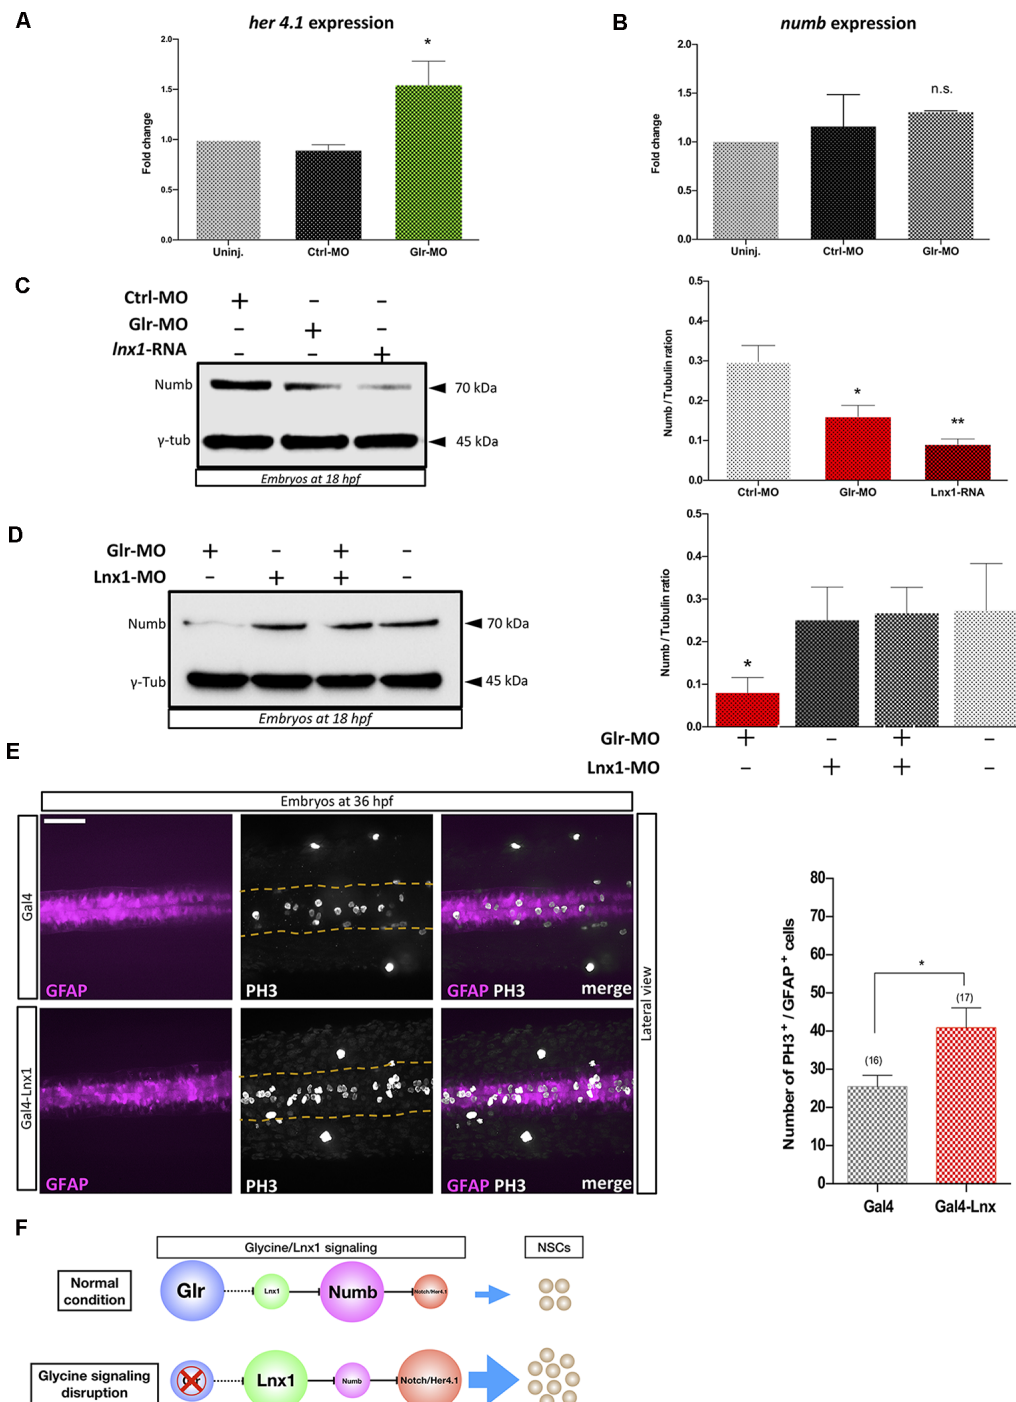 A
her 4.1 expression
Fold change
2.0
1.5
1.0
0.5
0.0
*
Uninj.
Ctrl-MO
Glr-MO
B
numb expression
Fold change
2.0
1.5
1.0
0.5
0.0
n.s.
Uninj.
Ctrl-MO
Glr-MO
C
Ctrl-MO + - -
Glr-MO - + -
lnx1-RNA - - +
Numb
70 kDa
γ-tub
45 kDa
Embryos at 18 hpf
Numb / Tubulin ration
0.5
0.4
0.3
0.2
0.1
0.0
*
**
Ctrl-MO
Glr-MO
Lnx1-RNA
D
Glr-MO + - + -
Lnx1-MO - + + -
Numb
70 kDa
γ-Tub
45 kDa
Embryos at 18 hpf
Numb / Tubulin ratio
0.5
0.4
0.3
0.2
0.1
0.0
*
Glr-MO + - + -
Lnx1-MO - + + -
E
Embryos at 36 hpf
Gal4
GFAP
PH3
GFAP PH3
merge
Gal4-Lnx1
GFAP
PH3
GFAP PH3
merge
Lateral view
Number of PH3+ / GFAP+ cells
80
70
60
50
40
30
20
10
0
*
(16)
(17)
Gal4
Gal4-Lnx
F
Glycine/Lnx1 signaling
NSCs
Normal
condition
Glr
Lnx1
Numb
Notch/Her4.1
Glycine signaling
disruption
Lnx1
Numb
Notch/Her4.1